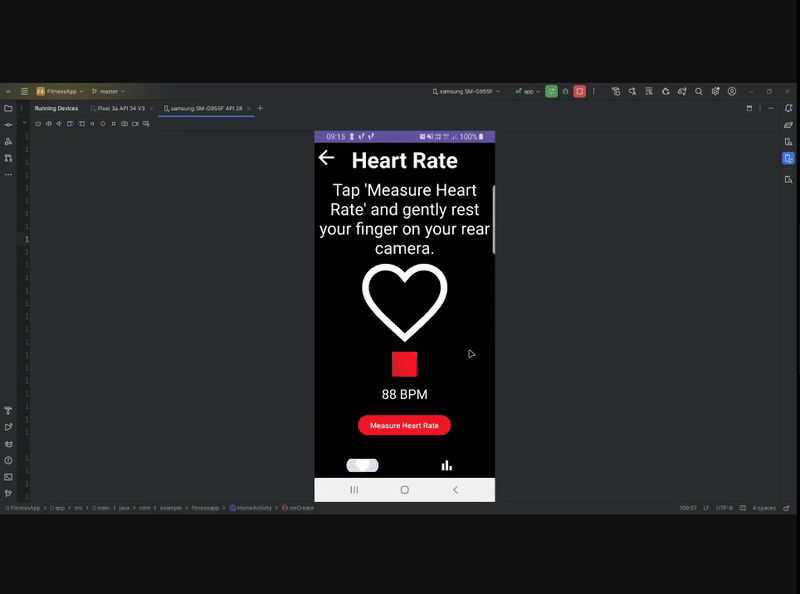 FA FitnessApp
master
samsung SM-G955F
app
Running Devices
Pixel 3a API 34 V3
samsung SM-G955F API 28
09:15
100%
Heart Rate
Tap 'Measure Heart
Rate' and gently rest
your finger on your rear
camera.
88 BPM
Measure Heart Rate
FitnessApp > app > src > main > java > com > example > fitnessapp > HomeActivity > onCreate
109:57 LF UTF-8 4 spaces